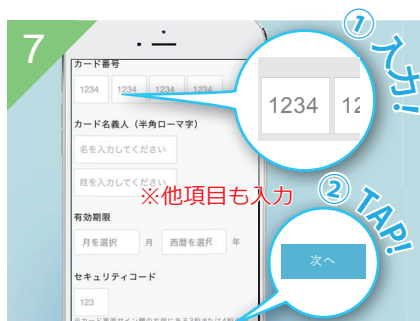 7
① 入力!
カード番号
1234 1234 1234 1234
1234 12
カード名義人（半角ローマ字）
名を入力してください
姓を入力してください
※他項目も入力
② TAP!
有効期限
月を選択 月 西暦を選択 年
次へ
セキュリティコード
123